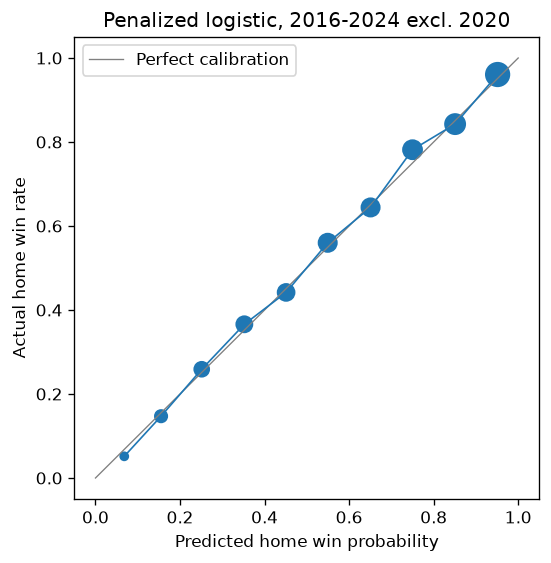 Penalized logistic, 2016-2024 excl. 2020
Perfect calibration
1.0
0.8
0.6
0.4
0.2
0.0
Actual home win rate
0.0 0.2 0.4 0.6 0.8 1.0
Predicted home win probability